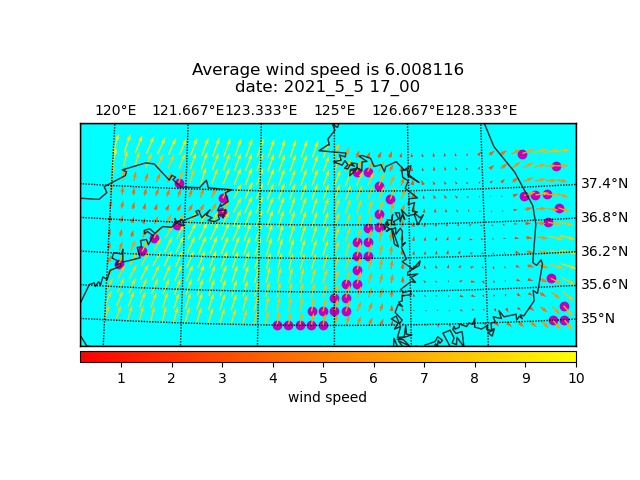 Average wind speed is 6.008116
date: 2021_5_5 17_00
120°E 121.667°E 123.333°E 125°E 126.667°E 128.333°E
37.4°N
36.8°N
36.2°N
35.6°N
35°N
1 2 3 4 5 6 7 8 9 10
wind speed